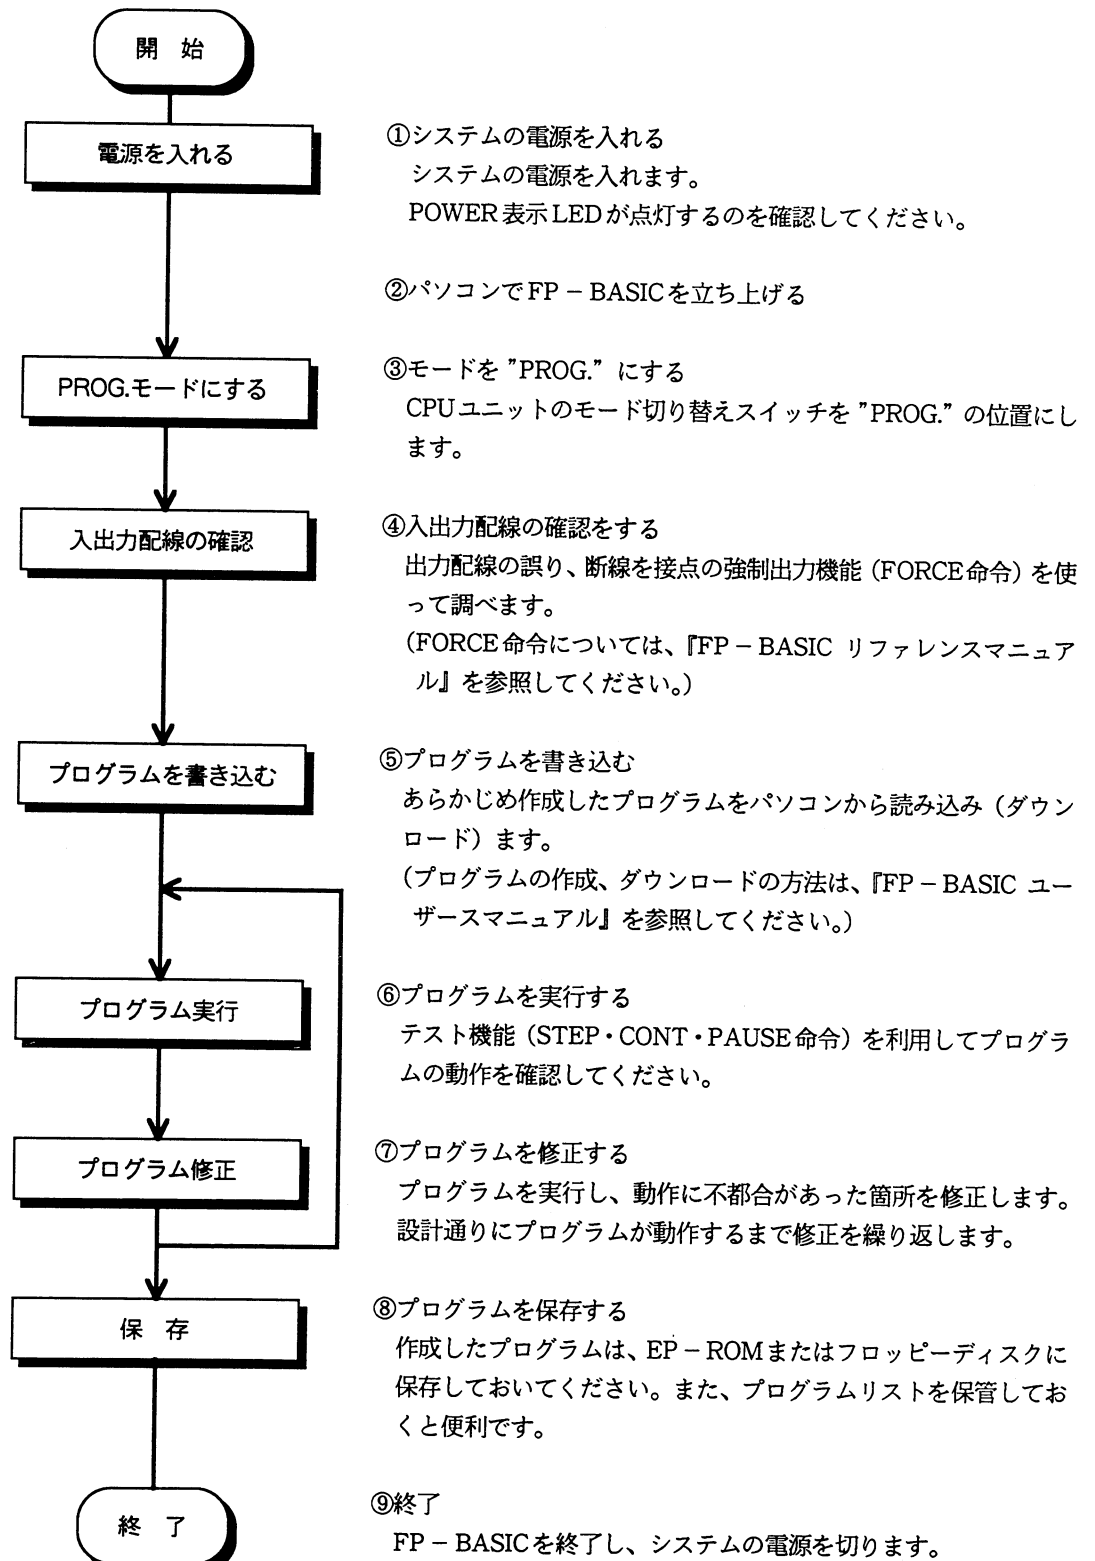 開　始
電源を入れる
①システムの電源を入れる
システムの電源を入れます。
POWER表示LEDが点灯するのを確認してください。
②パソコンでFP－BASICを立ち上げる
PROG.モードにする
③モードを”PROG.”にする
CPUユニットのモード切り替えスイッチを”PROG.”の位置にし
ます。
入出力配線の確認
④入出力配線の確認をする
出力配線の誤り、断線を接点の強制出力機能（FORCE命令）を使
って調べます。
（FORCE命令については、『FP－BASIC リファレンスマニュア
ル』を参照してください。）
プログラムを書き込む
⑤プログラムを書き込む
あらかじめ作成したプログラムをパソコンから読み込み（ダウン
ロード）ます。
（プログラムの作成、ダウンロードの方法は、『FP－BASIC ユー
ザースマニュアル』を参照してください。）
プログラム実行
⑥プログラムを実行する
テスト機能（STEP・CONT・PAUSE命令）を利用してプログラ
ムの動作を確認してください。
プログラム修正
⑦プログラムを修正する
プログラムを実行し、動作に不都合があった箇所を修正します。
設計通りにプログラムが動作するまで修正を繰り返します。
保　存
⑧プログラムを保存する
作成したプログラムは、EP－ROMまたはフロッピーディスクに
保存しておいてください。また、プログラムリストを保管してお
くと便利です。
終　了
⑨終了
FP－BASICを終了し、システムの電源を切ります。